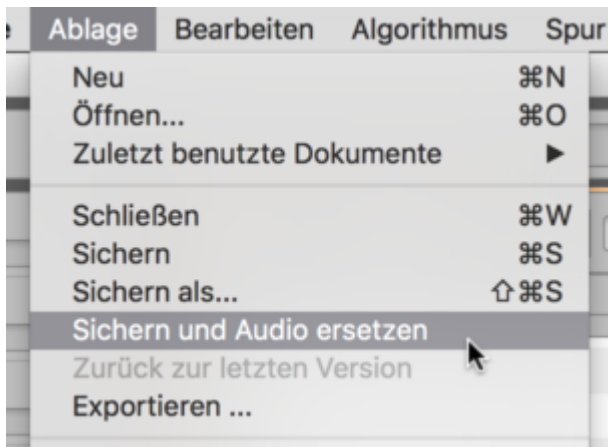 Ablage Bearbeiten Algorithmus Spur
Neu ⌘N
Öffnen... ⌘O
Zuletzt benutzte Dokumente ▶
Schließen ⌘W
Sichern ⌘S
Sichern als... ⇧⌘S
Sichern und Audio ersetzen
Zurück zur letzten Version
Exportieren ...